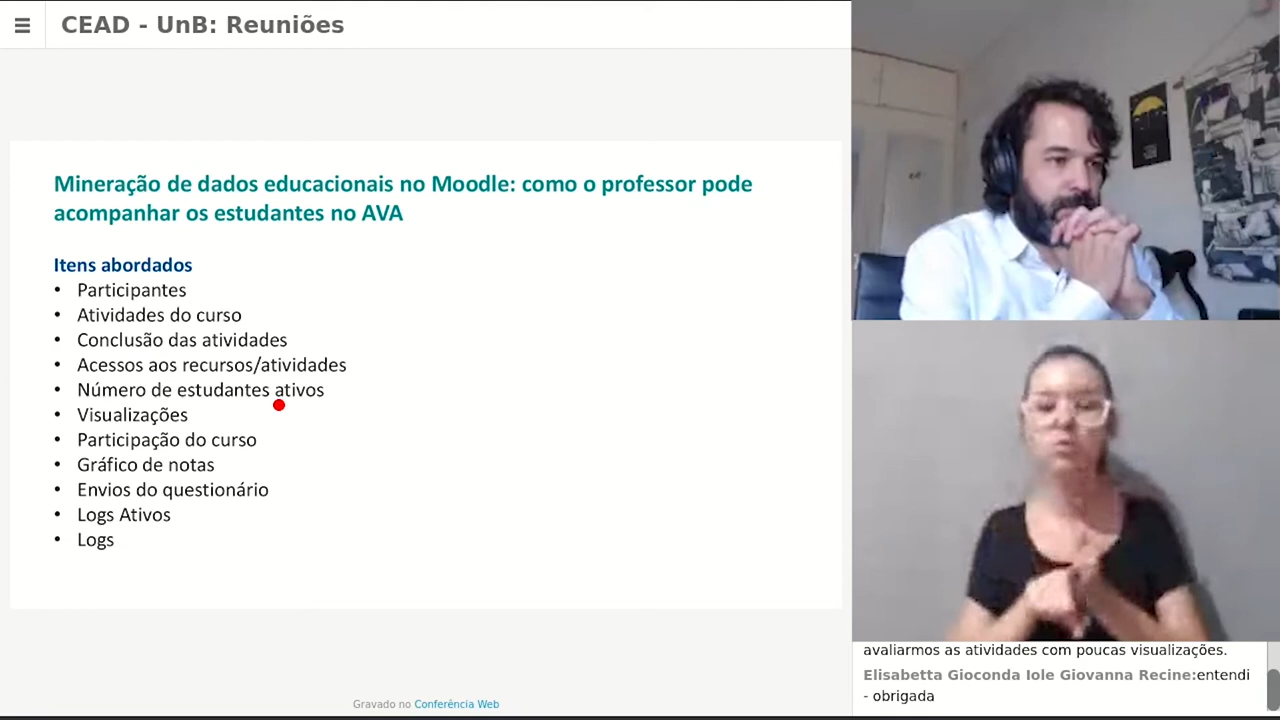 CEAD - UnB: Reuniões
Mineração de dados educacionais no Moodle: como o professor pode
acompanhar os estudantes no AVA
Itens abordados
• Participantes
• Atividades do curso
• Conclusão das atividades
• Acessos aos recursos/atividades
• Número de estudantes ativos
• Visualizações
• Participação do curso
• Gráfico de notas
• Envios do questionário
• Logs Ativos
• Logs
Gravado no Conferência Web
avaliarmos as atividades com poucas visualizações.
Elisabetta Gioconda Iole Giovanna Recine:entendi
- obrigada